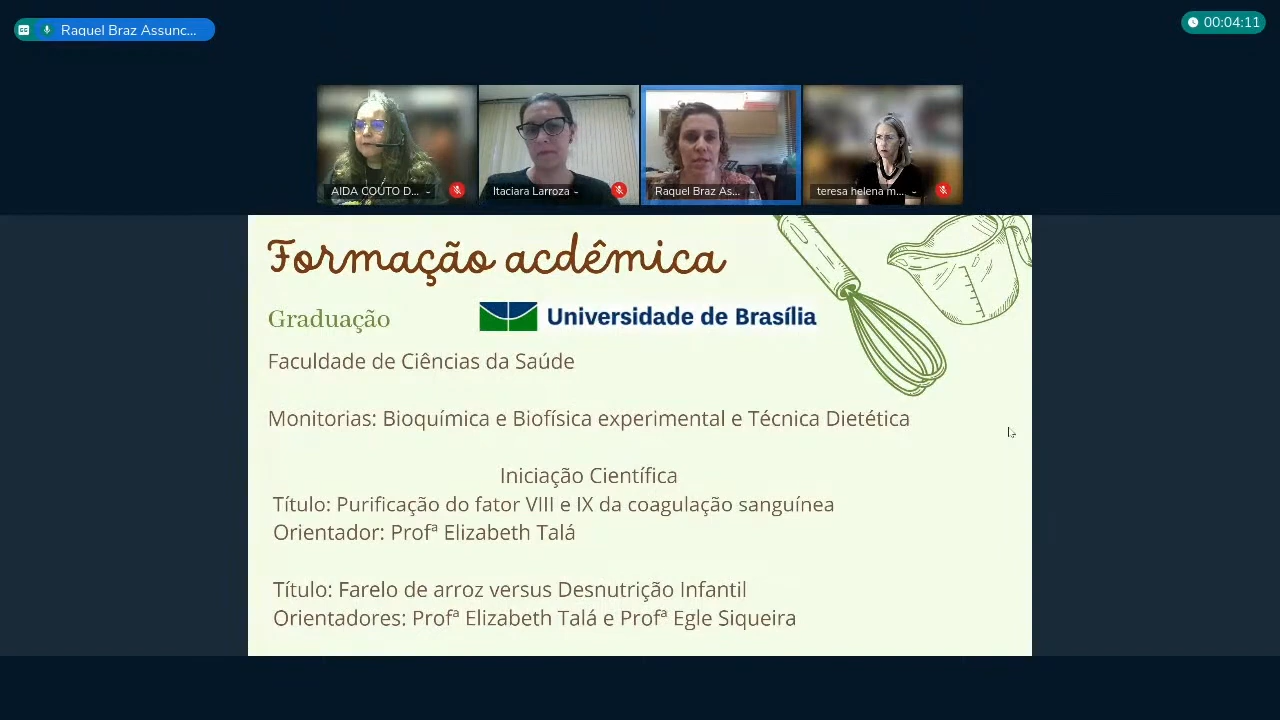 Raquel Braz Assunc...
00:04:11
AIDA COUTO D...
Itaciara Larroza
Raquel Braz As...
teresa helena m...
Formação acdêmica
Graduação
Universidade de Brasília
Faculdade de Ciências da Saúde
Monitorias: Bioquímica e Biofísica experimental e Técnica Dietética
Iniciação Científica
Título: Purificação do fator VIII e IX da coagulação sanguínea
Orientador: Profª Elizabeth Talá
Título: Farelo de arroz versus Desnutrição Infantil
Orientadores: Profª Elizabeth Talá e Profª Egle Siqueira